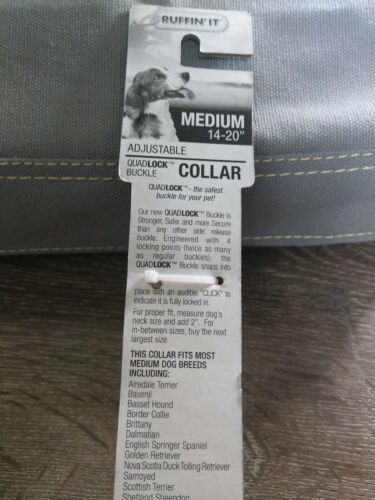 RUFFIN' IT
MEDIUM
14-20"
ADJUSTABLE
QUADLOCK™
BUCKLE
COLLAR
QUADLOCK™ - the safest
buckle for your pet!
Our new QUADLOCK™ Buckle is
Stronger, Safer and more Secure
than any other side release
buckle. Engineered with 4
locking points (twice as many
as regular buckles), the
QUADLOCK™ Buckle snaps into
place with an audible "CLICK" to
indicate it is fully locked in.
For proper fit, measure dog's
neck size and add 2". For
in-between sizes, buy the next
largest size.
THIS COLLAR FITS MOST
MEDIUM DOG BREEDS
INCLUDING:
Airedale Terrier
Basenji
Basset Hound
Border Collie
Brittany
Dalmatian
English Springer Spaniel
Golden Retriever
Nova Scotia Duck Tolling Retriever
Samoyed
Scottish Terrier
Shetland Sheepdog